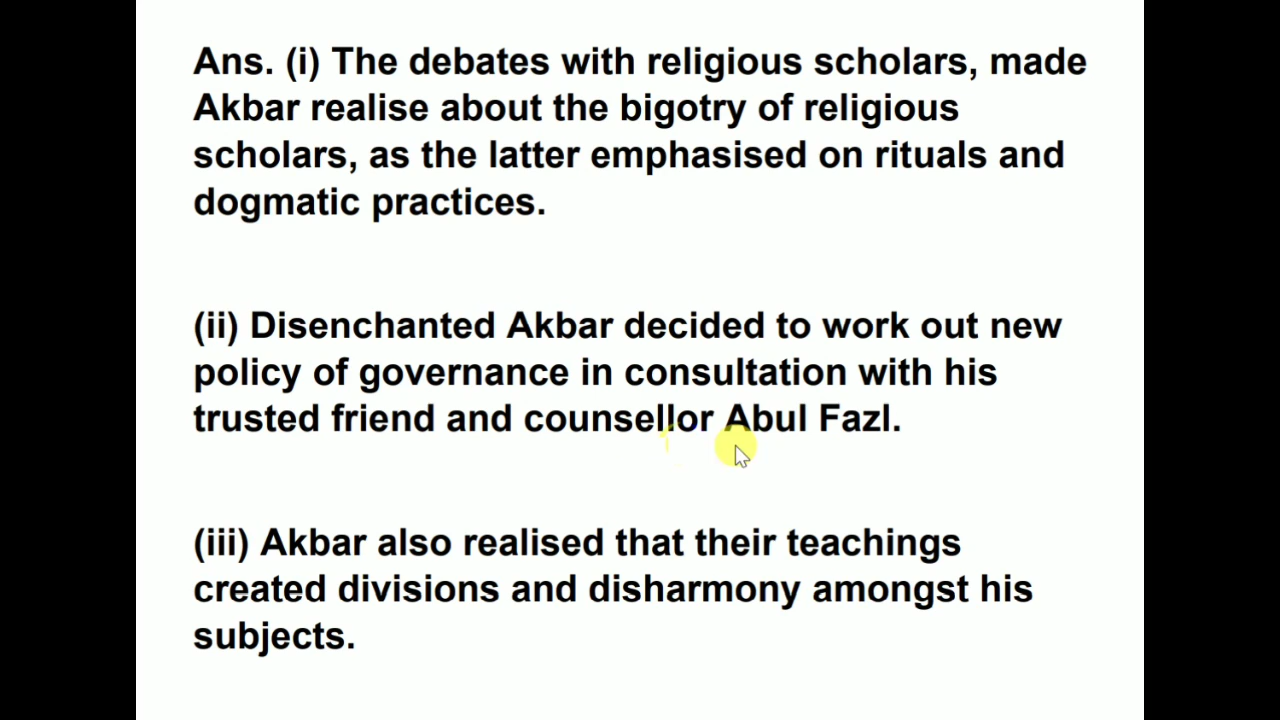 Ans. (i) The debates with religious scholars, made
Akbar realise about the bigotry of religious
scholars, as the latter emphasised on rituals and
dogmatic practices.
(ii) Disenchanted Akbar decided to work out new
policy of governance in consultation with his
trusted friend and counsellor Abul Fazl.
(iii) Akbar also realised that their teachings
created divisions and disharmony amongst his
subjects.